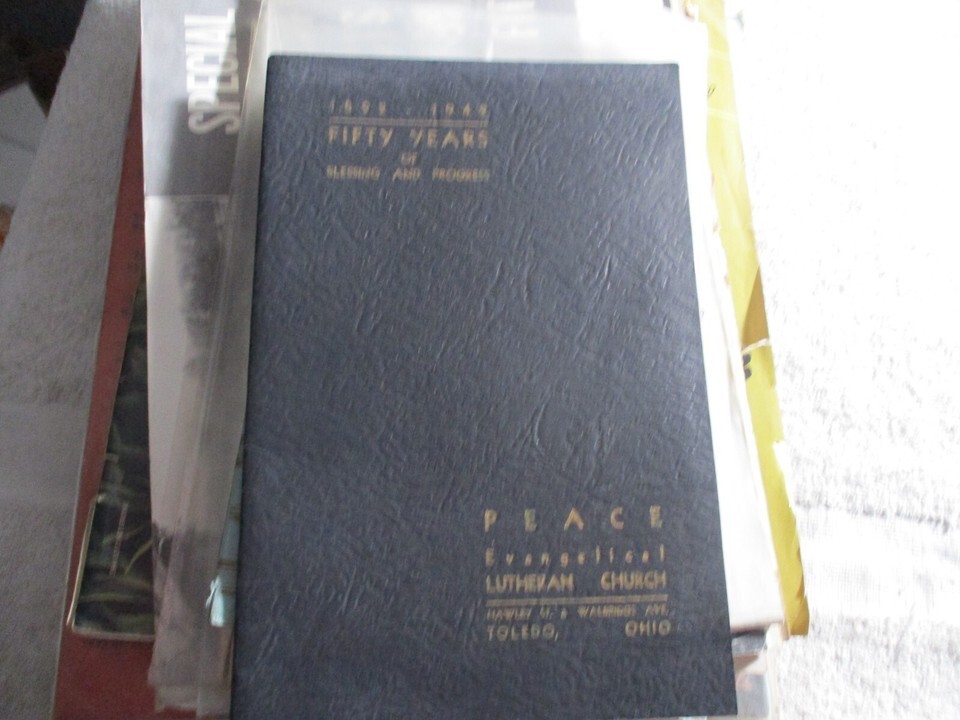 SPECIAL
1899 - 1949
FIFTY YEARS
OF
BLESSING AND PROGRESS
PEACE
Evangelical
LUTHERAN CHURCH
HAWLEY ST. & WALBRIDGE AVE.
TOLEDO, OHIO